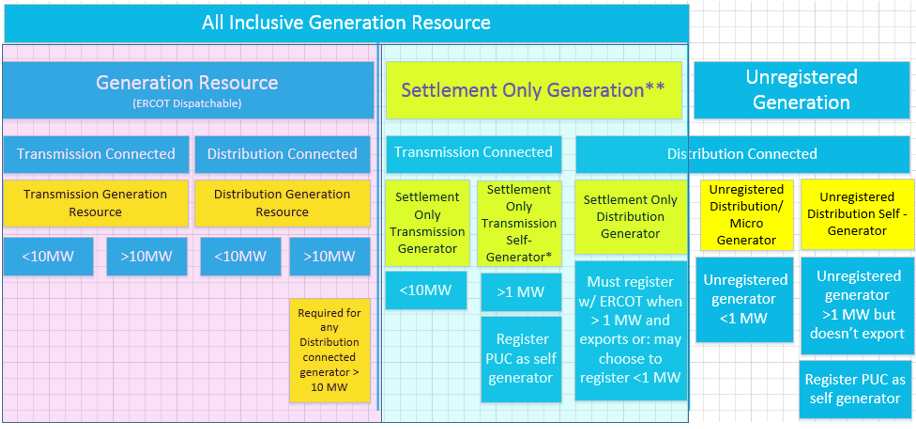 All Inclusive Generation Resource
Generation Resource
(ERCOT Dispatchable)
Settlement Only Generation**
Unregistered
Generation
Transmission Connected
Distribution Connected
Transmission Connected
Distribution Connected
Transmission Generation
Resource
Distribution Generation
Resource
Settlement
Only
Transmission
Generator
Settlement
Only
Transmission
Self-
Generator*
Settlement Only
Distribution
Generator
Unregistered
Distribution/
Micro
Generator
Unregistered
Distribution Self -
Generator
<10MW
>10MW
<10MW
>10MW
<10MW
>1 MW
Must register
w/ ERCOT when
> 1 MW and
exports or: may
choose to
register <1 MW
Unregistered
generator
<1 MW
Unregistered
generator
>1 MW but
doesn't export
Required for
any
Distribution
connected
generator >
10 MW
Register
PUC as self
generator
Register PUC as
self generator